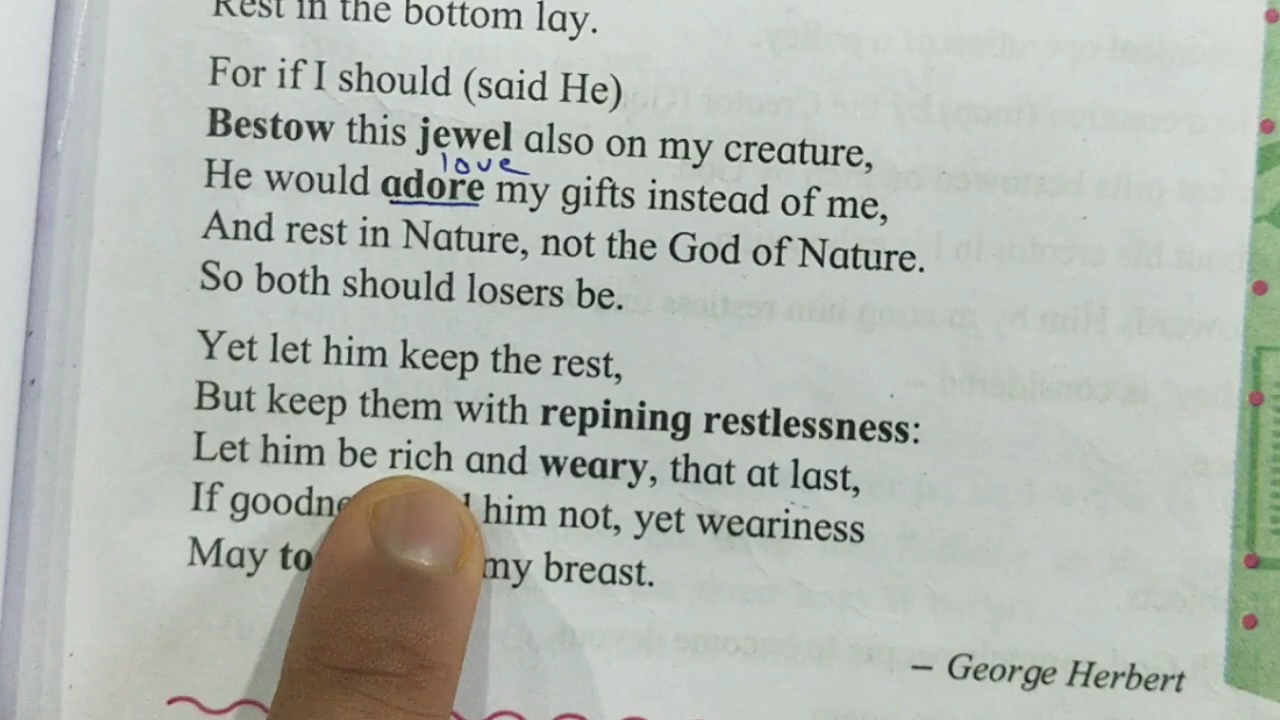 Rest in the bottom lay.
For if I should (said He)
Bestow this jewel also on my creature,
love
He would adore my gifts instead of me,
And rest in Nature, not the God of Nature.
So both should losers be.
Yet let him keep the rest,
But keep them with repining restlessness:
Let him be rich and weary, that at last,
If him not, yet weariness
May my breast.
– George Herbert